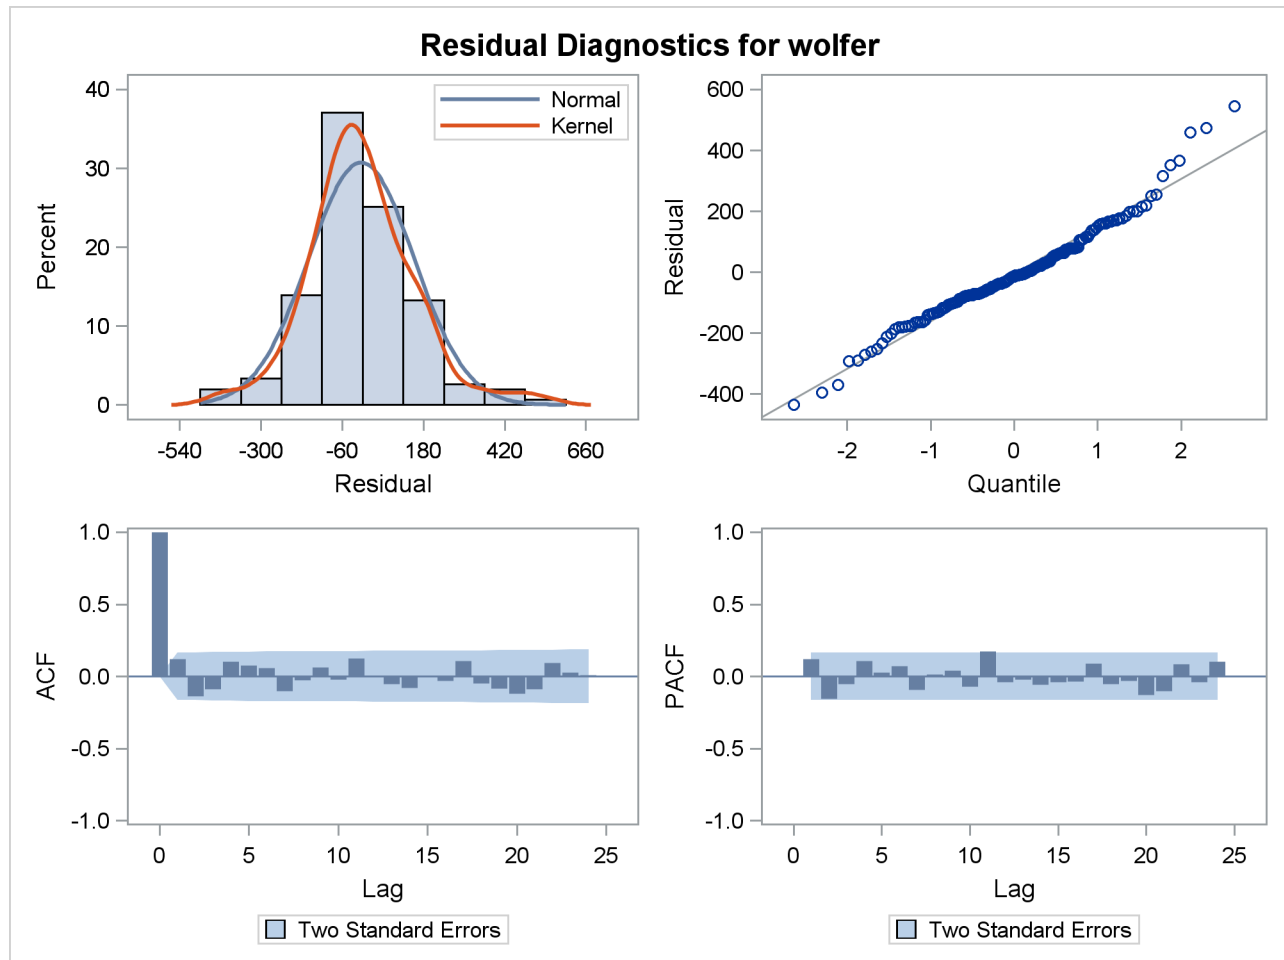 Residual Diagnostics for wolfer
40
30
20
10
0
Percent
Normal
Kernel
-540 -300 -60 180 420 660
Residual
600
400
200
0
-200
-400
Residual
-2 -1 0 1 2
Quantile
1.0
0.5
0.0
-0.5
-1.0
ACF
0 5 10 15 20 25
Lag
Two Standard Errors
1.0
0.5
0.0
-0.5
-1.0
PACF
0 5 10 15 20 25
Lag
Two Standard Errors